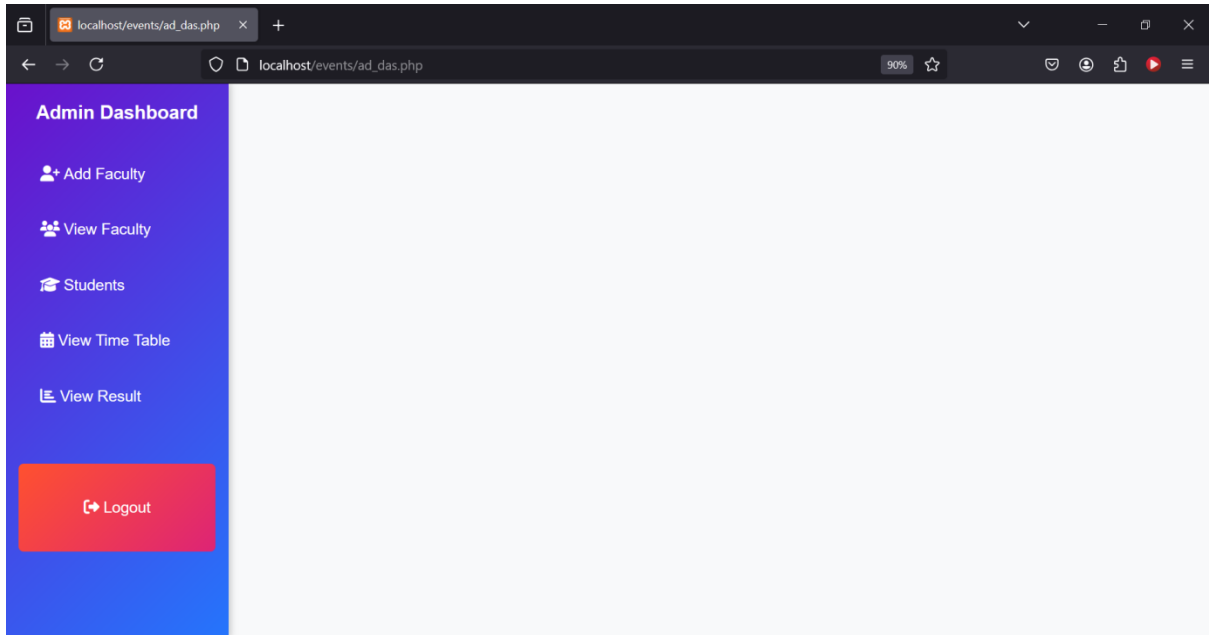 localhost/events/ad_das.php
localhost/events/ad_das.php
90%
Admin Dashboard
Add Faculty
View Faculty
Students
View Time Table
View Result
Logout